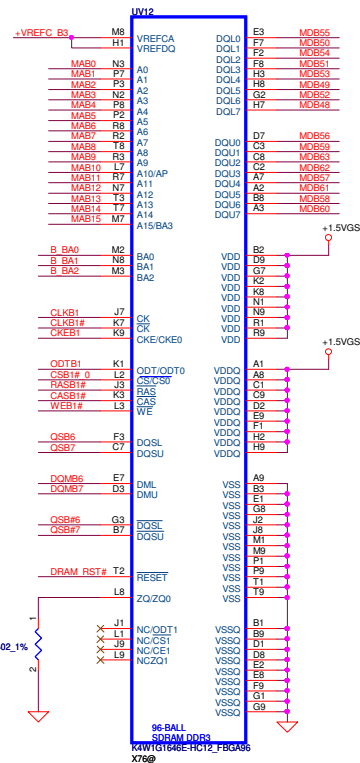 UV12
+VREFC_B3 M8 VREFCA DQL0 E3 MDB55
H1 VREFDQ DQL1 F7 MDB50
DQL2 F2 MDB54
MAB0 N3 A0 DQL3 F8 MDB51
MAB1 P7 A1 DQL4 H3 MDB53
MAB2 P3 A2 DQL5 H8 MDB49
MAB3 N2 A3 DQL6 G2 MDB52
MAB4 P8 A4 DQL7 H7 MDB48
MAB5 P2 A5
MAB6 R8 A6
MAB7 R2 A7 DQU0 D7 MDB56
MAB8 T8 A8 DQU1 C3 MDB59
MAB9 R3 A9 DQU2 C8 MDB63
MAB10 L7 A10/AP DQU3 C2 MDB62
MAB11 R7 A11 DQU4 A7 MDB57
MAB12 N7 A12 DQU5 A2 MDB61
MAB13 T3 A13 DQU6 B8 MDB58
MAB14 T7 A14 DQU7 A3 MDB60
MAB15 M7 A15/BA3
+1.5VGS
B_BA0 M2 BA0 VDD B2
B_BA1 N8 BA1 VDD D9
B_BA2 M3 BA2 VDD G7
VDD K2
VDD K8
VDD N1
CLKB1 J7 CK VDD N9
CLKB1# K7 CK VDD R1
CKEB1 K9 CKE/CKE0 VDD R9
+1.5VGS
ODTB1 K1 ODT/ODT0 VDDQ A1
CSB1#_0 L2 CS/CS0 VDDQ A8
RASB1# J3 RAS VDDQ C1
CASB1# K3 CAS VDDQ C9
WEB1# L3 WE VDDQ D2
VDDQ E9
VDDQ F1
QSB6 F3 DQSL VDDQ H2
QSB7 C7 DQSU VDDQ H9
DQMB6 E7 DML VSS A9
DQMB7 D3 DMU VSS B3
VSS E1
VSS G8
QSB#6 G3 DQSL VSS J2
QSB#7 B7 DQSU VSS J8
VSS M1
VSS M9
VSS P1
DRAM_RST# T2 RESET VSS P9
VSS T1
L8 ZQ/ZQ0 VSS T9
J1 NC/ODT1 VSSQ B1
L1 NC/CS1 VSSQ B9
J9 NC/CE1 VSSQ D1
L9 NCZQ1 VSSQ D8
VSSQ E2
VSSQ E8
VSSQ F9
VSSQ G1
VSSQ G9
1
02_1%
2
96-BALL
SDRAM DDR3
K4W1G1646E-HC12_FBGA96
X76@